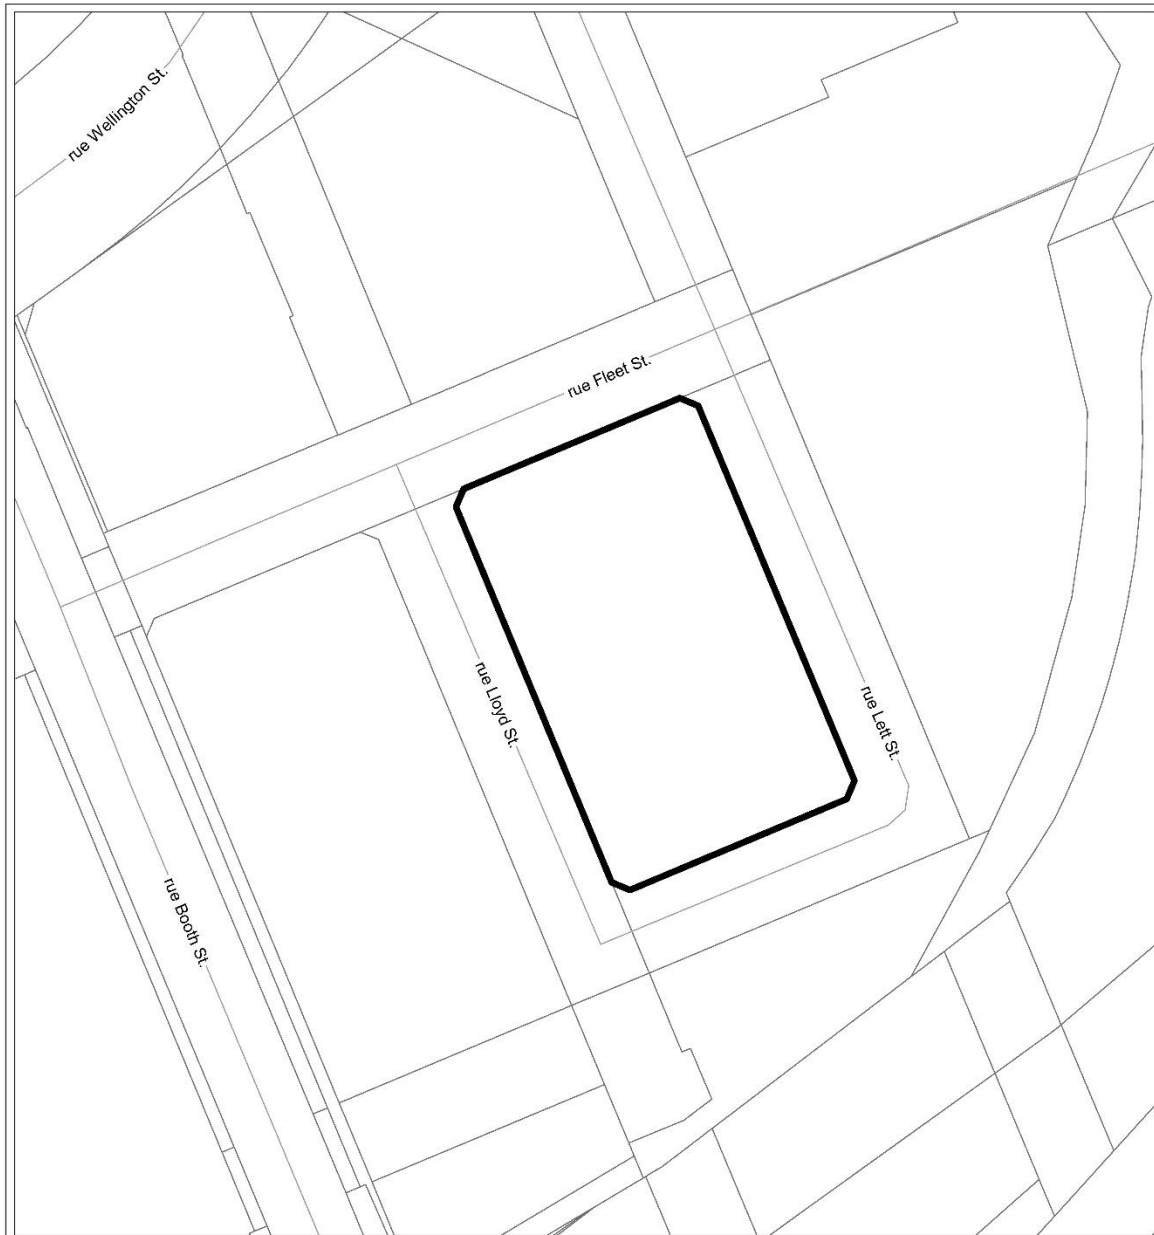 rue Wellington St.
rue Fleet St.
rue Lloyd St.
rue Lett St.
rue Booth St.